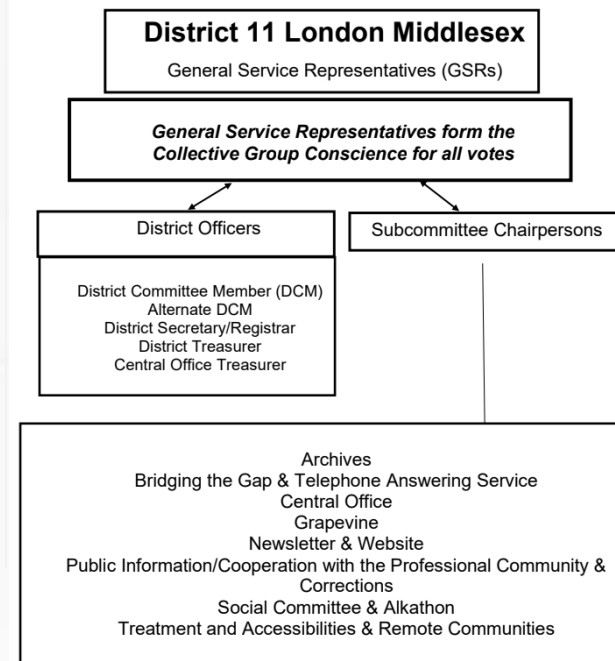 District 11 London Middlesex
General Service Representatives (GSRs)
General Service Representatives form the
Collective Group Conscience for all votes
District Officers
Subcommittee Chairpersons
District Committee Member (DCM)
Alternate DCM
District Secretary/Registrar
District Treasurer
Central Office Treasurer
Archives
Bridging the Gap & Telephone Answering Service
Central Office
Grapevine
Newsletter & Website
Public Information/Cooperation with the Professional Community &
Corrections
Social Committee & Alkathon
Treatment and Accessibilities & Remote Communities